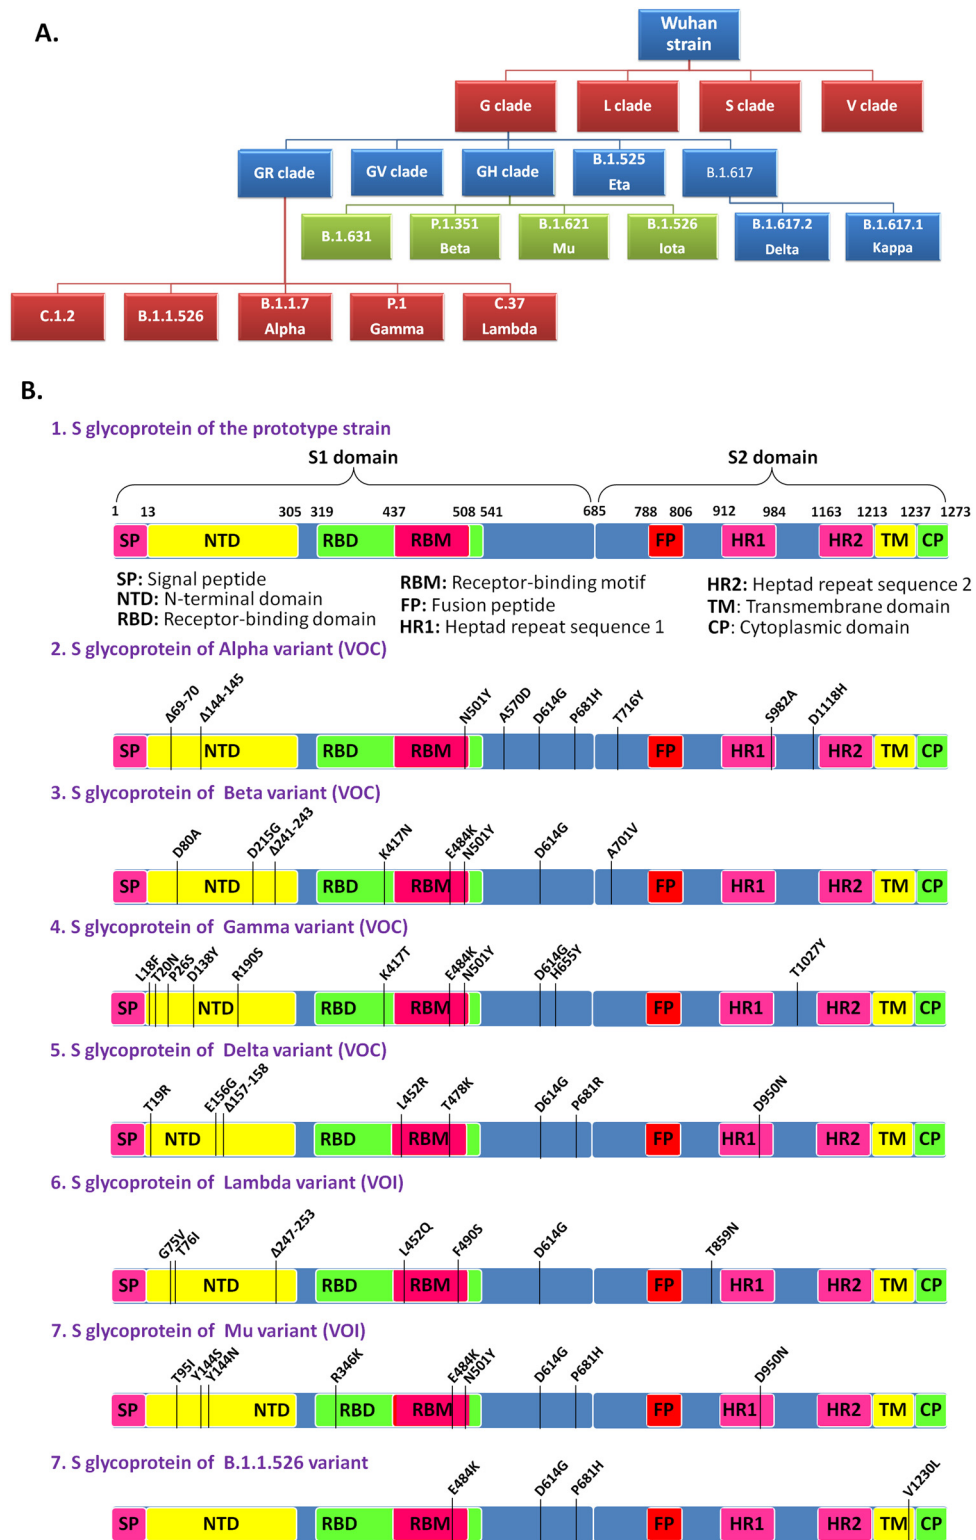 A.
Wuhan
strain
G clade L clade S clade V clade
GR clade GV clade GH clade B.1.525 Eta B.1.617
B.1.631 P.1.351 Beta B.1.621 Mu B.1.526 Iota B.1.617.2 Delta B.1.617.1 Kappa
C.1.2 B.1.1.526 B.1.1.7 Alpha P.1 Gamma C.37 Lambda
B.
1. S glycoprotein of the prototype strain
S1 domain S2 domain
1 13 305 319 437 508 541 685 788 806 912 984 1163 1213 1237 1273
SP NTD RBD RBM FP HR1 HR2 TM CP
SP: Signal peptide
NTD: N-terminal domain
RBD: Receptor-binding domain
RBM: Receptor-binding motif
FP: Fusion peptide
HR1: Heptad repeat sequence 1
HR2: Heptad repeat sequence 2
TM: Transmembrane domain
CP: Cytoplasmic domain
2. S glycoprotein of Alpha variant (VOC)
Δ69-70 Δ144-145 N501Y A570D D614G P681H T716Y S982A D1118H
SP NTD RBD RBM FP HR1 HR2 TM CP
3. S glycoprotein of Beta variant (VOC)
D80A D215G Δ241-243 K417N E484K N501Y D614G A701V
SP NTD RBD RBM FP HR1 HR2 TM CP
4. S glycoprotein of Gamma variant (VOC)
L18F T20N P26S D138Y R190S K417T E484K N501Y D614G H655Y T1027Y
SP NTD RBD RBM FP HR1 HR2 TM CP
5. S glycoprotein of Delta variant (VOC)
T19R E156G Δ157-158 L452R T478K D614G P681R D950N
SP NTD RBD RBM FP HR1 HR2 TM CP
6. S glycoprotein of Lambda variant (VOI)
G75V T76I Δ247-253 L452Q F490S D614G T859N
SP NTD RBD RBM FP HR1 HR2 TM CP
7. S glycoprotein of Mu variant (VOI)
T95I Y144S Y144N R346K E484K N501Y D614G P681H D950N
SP NTD RBD RBM FP HR1 HR2 TM CP
7. S glycoprotein of B.1.1.526 variant
E484K D614G P681H V1230L
SP NTD RBD RBM FP HR1 HR2 TM CP